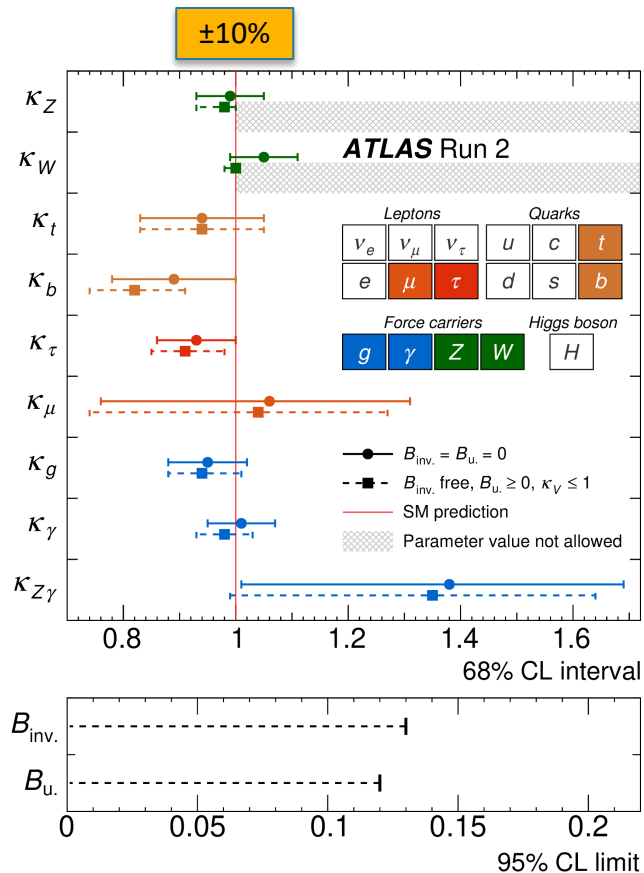 ±10%
κZ
ATLAS Run 2
κW
κt
Leptons Quarks
νe νμ ντ u c t
e μ τ d s b
κb
κτ
Force carriers Higgs boson
g γ Z W H
κμ
κg
Binv. = Bu. = 0
Binv. free, Bu. ≥ 0, κV ≤ 1
SM prediction
κγ
Parameter value not allowed
κZγ
0.8 1 1.2 1.4 1.6
68% CL interval
Binv.
Bu.
0 0.05 0.1 0.15 0.2
95% CL limit